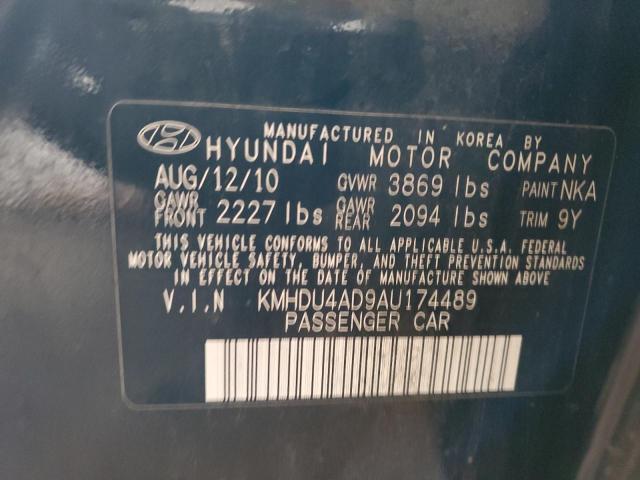 MANUFACTURED IN KOREA BY
HYUNDAI MOTOR COMPANY
AUG/12/10 GVWR 3869 lbs PAINT NKA
GAWR FRONT 2227 lbs GAWR REAR 2094 lbs TRIM 9Y
THIS VEHICLE CONFORMS TO ALL APPLICABLE U.S.A. FEDERAL
MOTOR VEHICLE SAFETY, BUMPER, AND THEFT PREVENTION STANDARDS
IN EFFECT ON THE DATE OF MANUFACTURE SHOWN ABOVE
V.I.N KMHDU4AD9AU174489
PASSENGER CAR